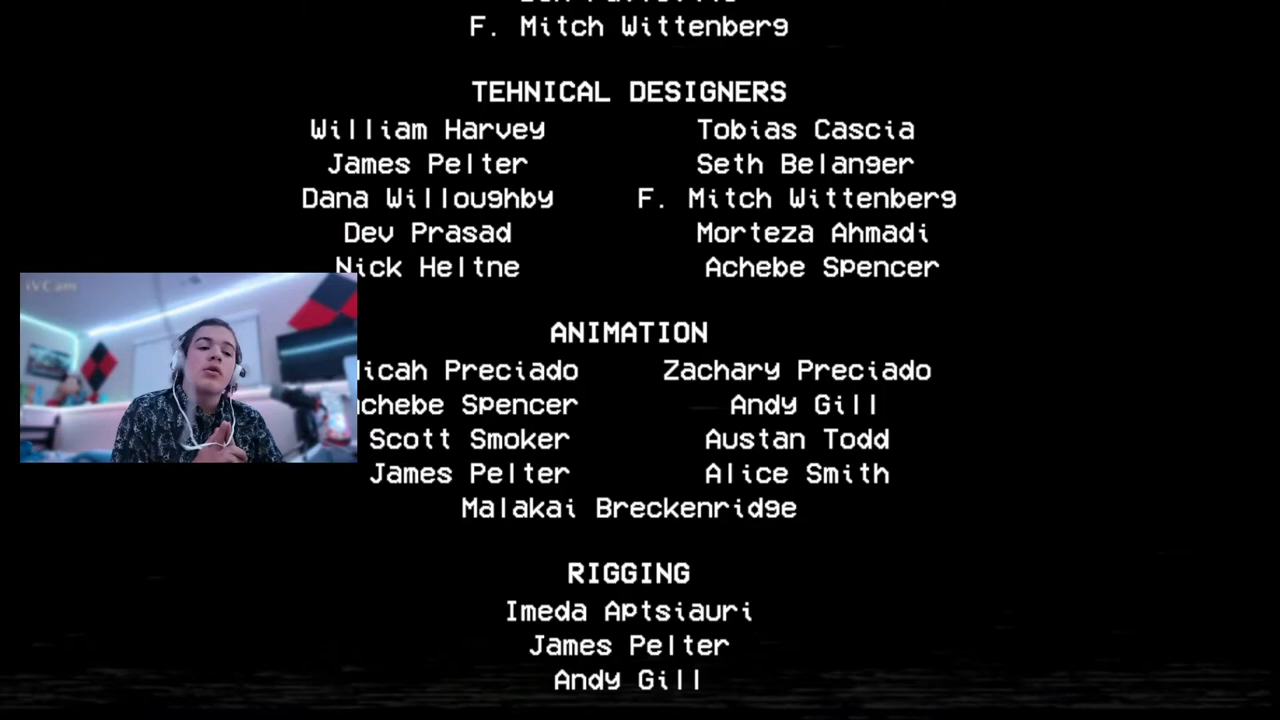 F. Mitch Wittenberg
TEHNICAL DESIGNERS
William Harvey Tobias Cascia
James Pelter Seth Belanger
Dana Willoughby F. Mitch Wittenberg
Dev Prasad Morteza Ahmadi
Nick Heltne Achebe Spencer
iVCam
ANIMATION
Preciado Zachary Preciado
Spencer Andy Gill
Scott Smoker Austan Todd
James Pelter Alice Smith
Malakai Breckenridge
RIGGING
Imeda Aptsiauri
James Pelter
Andy Gill